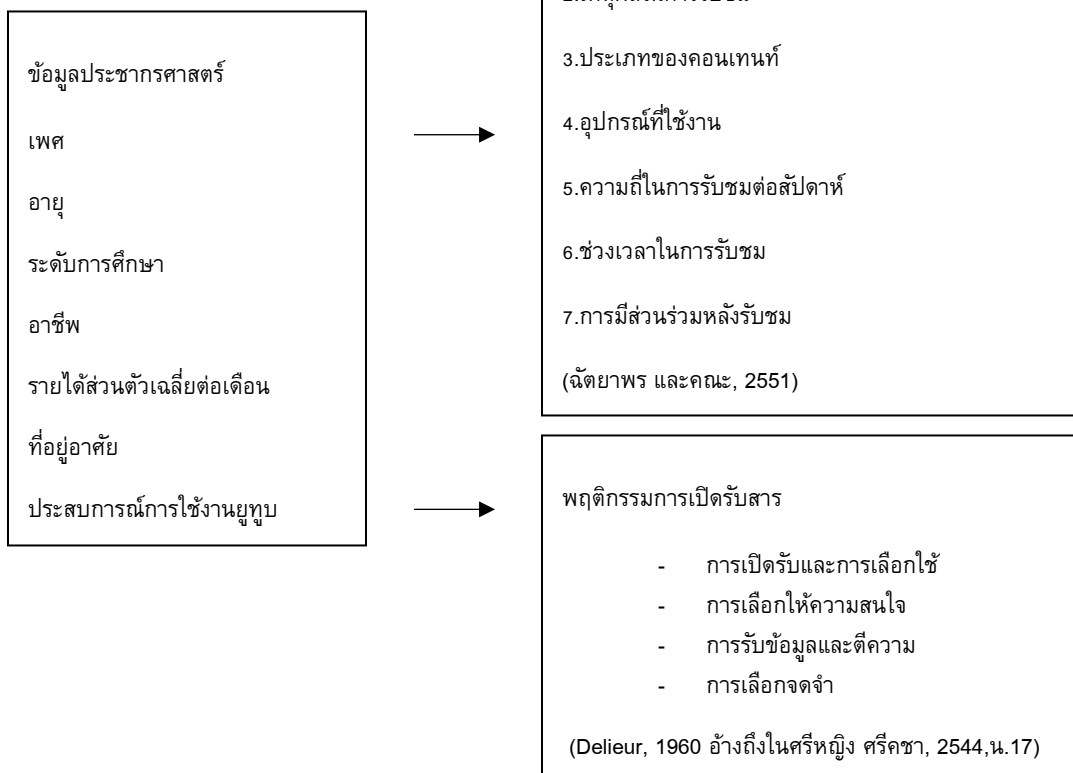 ข้อมูลประชากรศาสตร์
เพศ
อายุ
ระดับการศึกษา
อาชีพ
รายได้ส่วนตัวเฉลี่ยต่อเดือน
ที่อยู่อาศัย
ประสบการณ์การใช้งานยูทูบ
3.ประเภทของคอนเทนท์
4.อุปกรณ์ที่ใช้งาน
5.ความถี่ในการรับชมต่อสัปดาห์
6.ช่วงเวลาในการรับชม
7.การมีส่วนร่วมหลังรับชม
(ฉัตยาพร และคณะ, 2551)
พฤติกรรมการเปิดรับสาร
- การเปิดรับและการเลือกใช้
- การเลือกให้ความสนใจ
- การรับข้อมูลและตีความ
- การเลือกจดจำ
(Delieur, 1960 อ้างถึงในศรีหญิง ศรีคชา, 2544,น.17)